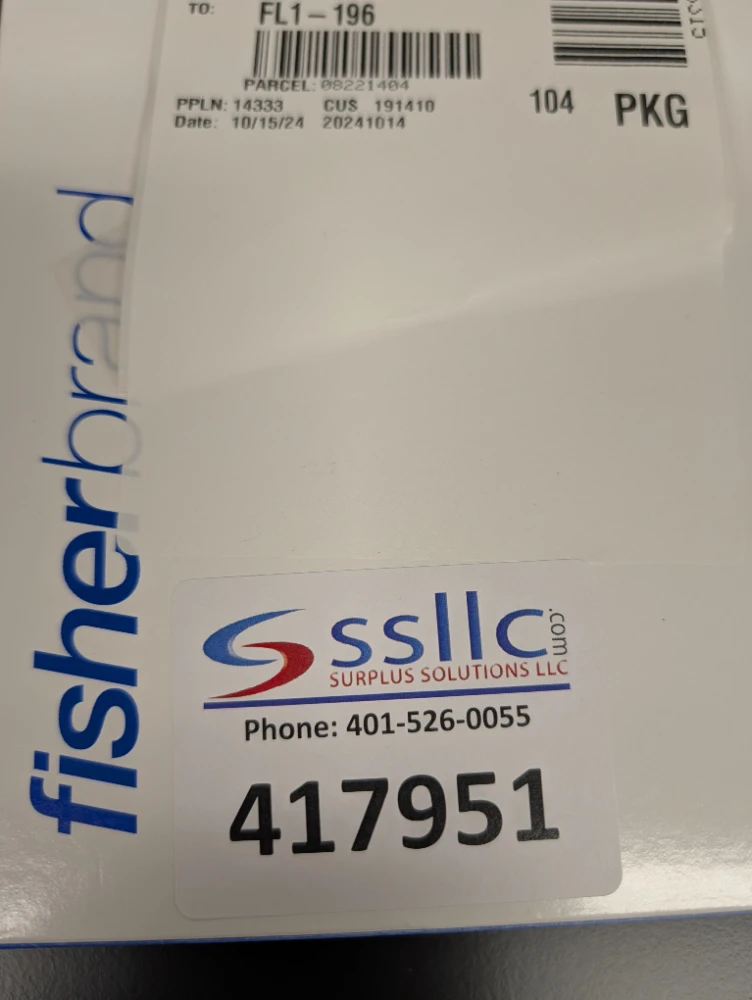 TO: FL1-196
PARCEL: 08221404
PPLN: 14333 CUS 191410
Date: 10/15/24 20241014
104 PKG
fisherbrand
ssllc.com
SURPLUS SOLUTIONS LLC
Phone: 401-526-0055
417951